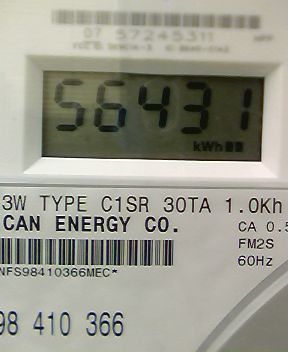 07 57245311
56431
kWh
3W TYPE C1SR 30TA 1.0Kh
CAN ENERGY CO.
CA 0.5
FM2S
60Hz
NFS98410366MEC*
98 410 366